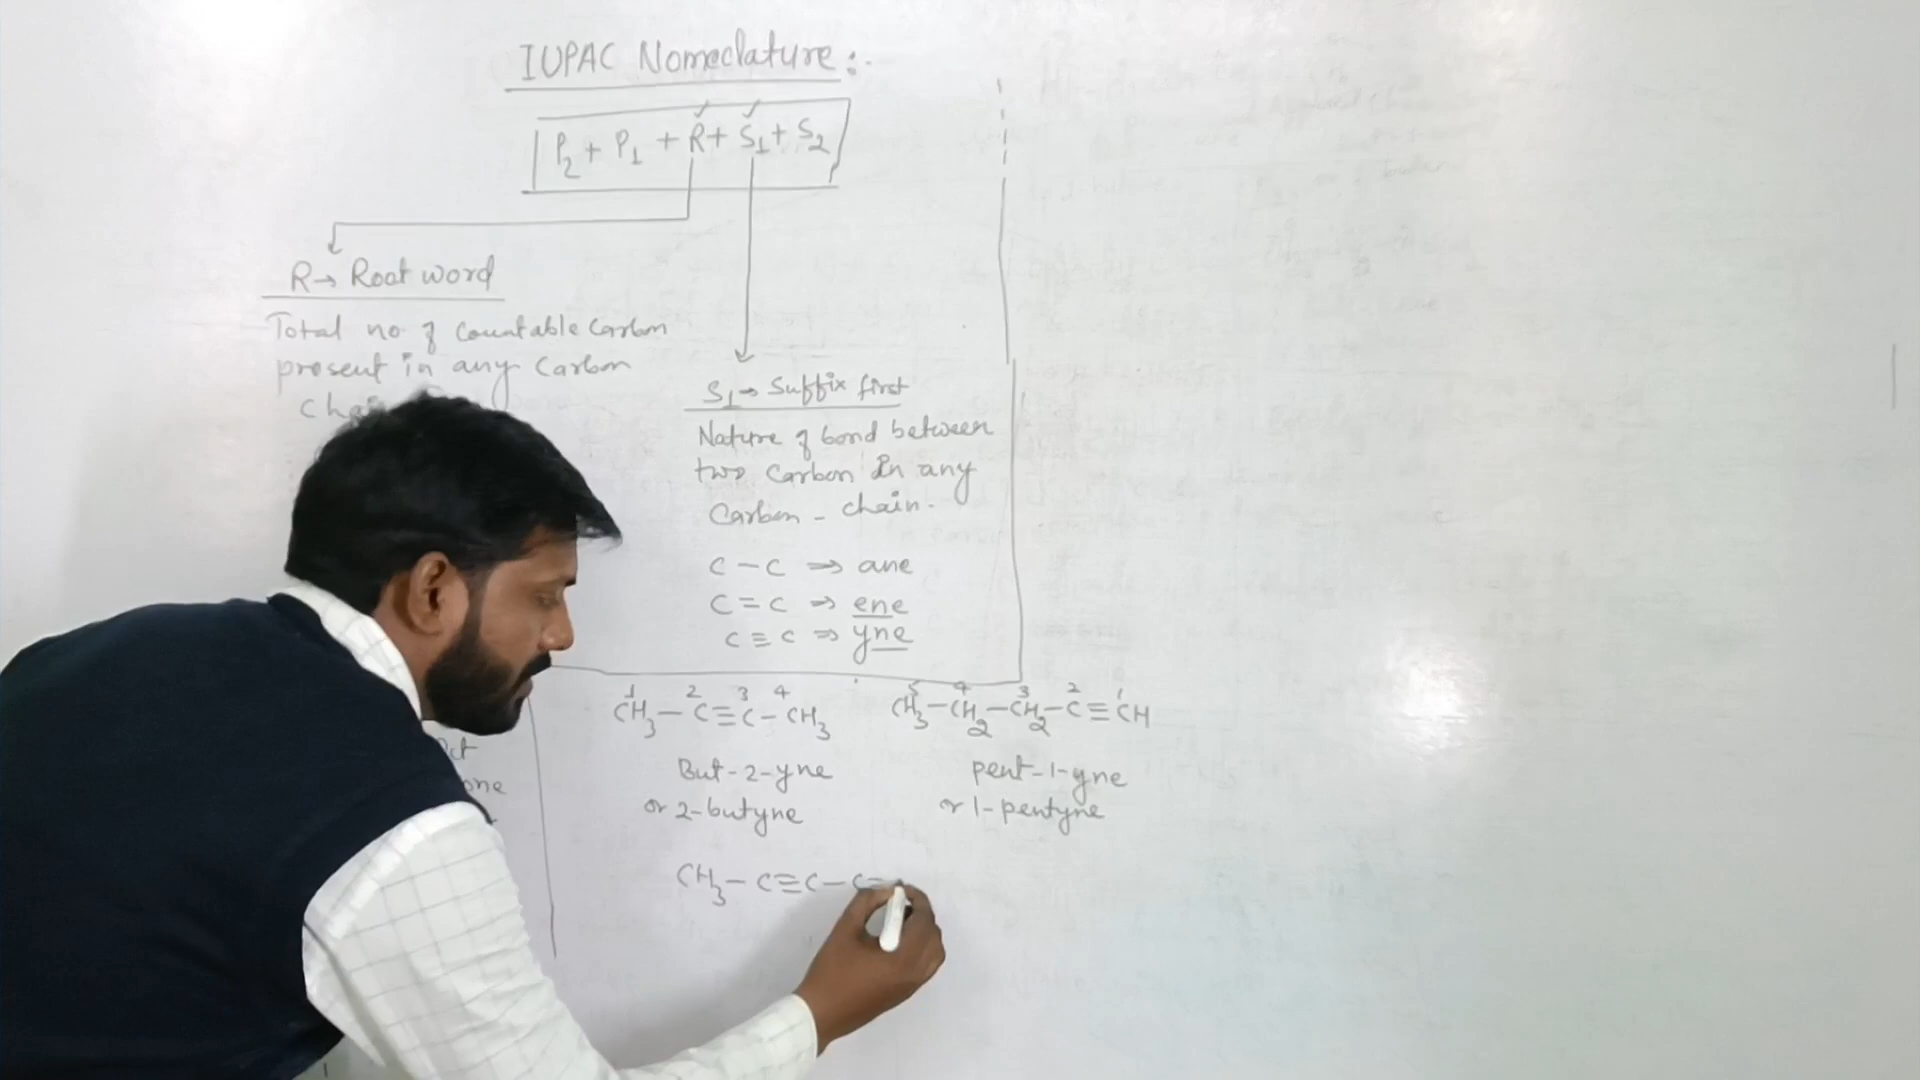 IUPAC Nomeclature :-
P2 + P1 + R + S1 + S2
R → Root word
Total no of Countable Carbon
present in any Carbon
S1 → Suffix first
Nature of bond between
two Carbon in any
Carbon - chain.
C - C ⇒ ane
C = C ⇒ ene
C ≡ C ⇒ yne
1 2 3 4
CH3 - C ≡ C - CH3
5 4 3 2 1
CH3 - CH2 - CH2 - C ≡ CH
But-2-yne
or 2-butyne
pent-1-yne
or 1-pentyne
CH3 - C ≡ C - C